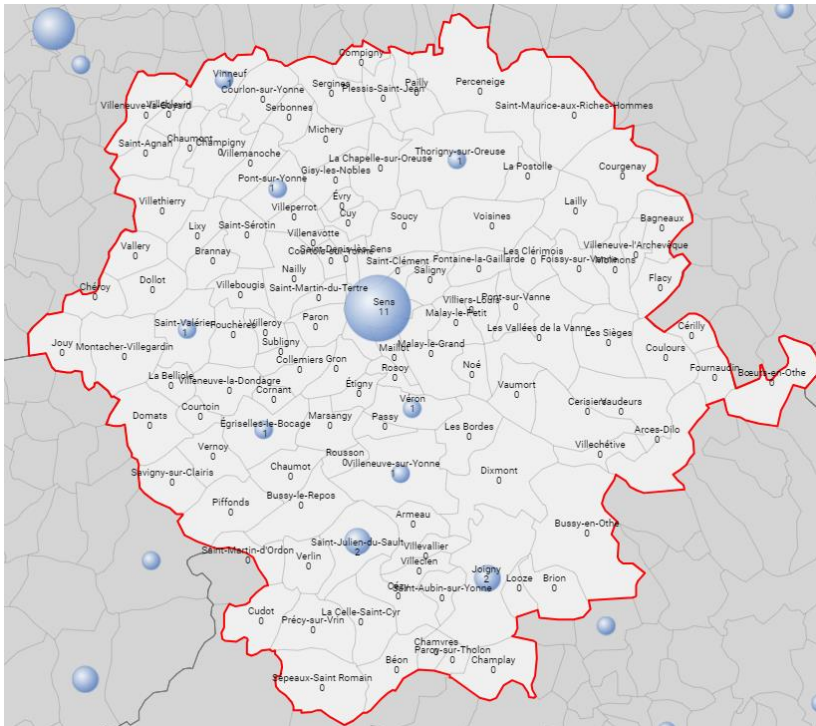 Compigny
0
Vinneuf
1
Courlon-sur-Yonne
0
Sergines
0
Plessis-Saint-Jean
0
Pailly
0
Perceneige
0
Villeneuve-la-Guyard
0
Villeblevin
0
Serbonnes
0
Saint-Maurice-aux-Riches-Hommes
0
Saint-Agnan
0
Chaumont
0
Champigny
0
Michery
0
Villemanoche
0
La Chapelle-sur-Oreuse
0
Thorigny-sur-Oreuse
1
La Postolle
0
Courgenay
0
Gisy-les-Nobles
0
Pont-sur-Yonne
1
Villethierry
0
Évry
0
Lailly
0
Villeperrot
0
Cuy
0
Soucy
0
Voisines
0
Bagneaux
0
Lixy
0
Saint-Sérotin
0
Villenavotte
0
Vallery
0
Brannay
0
Courtois-sur-Yonne
0
Saint-Denis-lès-Sens
0
Saint-Clément
0
Fontaine-la-Gaillarde
0
Les Clérimois
0
Foissy-sur-Vanne
0
Villeneuve-l'Archevêque
0
Molinons
0
Nailly
0
Saligny
0
Flacy
0
Chéroy
0
Dollot
0
Villebougis
0
Saint-Martin-du-Tertre
0
Sens
11
Villiers-Louis
0
Pont-sur-Vanne
0
Malay-le-Petit
0
Saint-Valérien
1
Fouchères
0
Villeroy
0
Paron
0
Les Vallées de la Vanne
0
Les Sièges
0
Cérilly
0
Jouy
0
Montacher-Villegardin
0
Subligny
0
Maillot
0
Malay-le-Grand
0
Coulours
0
Collemiers
0
Gron
0
Rosoy
0
Noé
0
Fournaudin
0
Bœurs-en-Othe
0
La Belliole
0
Villeneuve-la-Dondagre
0
Cornant
0
Étigny
0
Vaumort
0
Domats
0
Courtoin
0
Véron
1
Cerisiers
0
Vaudeurs
0
Égriselles-le-Bocage
1
Marsangy
0
Passy
0
Les Bordes
0
Arces-Dilo
0
Vernoy
0
Rousson
0
Villechétive
0
Savigny-sur-Clairis
0
Chaumot
0
Villeneuve-sur-Yonne
1
Dixmont
0
Piffonds
0
Bussy-le-Repos
0
Armeau
0
Bussy-en-Othe
0
Saint-Martin-d'Ordon
0
Verlin
0
Saint-Julien-du-Sault
2
Villevallier
0
Villecien
0
Joigny
2
Looze
0
Brion
0
Cézy
0
Saint-Aubin-sur-Yonne
0
Cudot
0
Précy-sur-Vrin
0
La Celle-Saint-Cyr
0
Chamvres
0
Paroy-sur-Tholon
0
Béon
0
Champlay
0
Sépeaux-Saint Romain
0